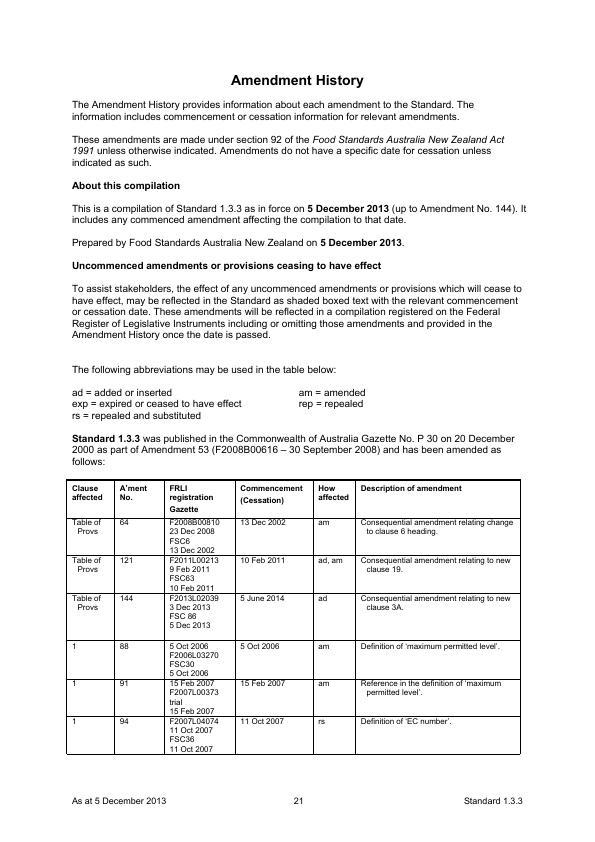 Amendment History
The Amendment History provides information about each amendment to the Standard. The
information includes commencement or cessation information for relevant amendments.
These amendments are made under section 92 of the Food Standards Australia New Zealand Act
1991 unless otherwise indicated. Amendments do not have a specific date for cessation unless
indicated as such.
About this compilation
This is a compilation of Standard 1.3.3 as in force on 5 December 2013 (up to Amendment No. 144). It
includes any commenced amendment affecting the compilation to that date.
Prepared by Food Standards Australia New Zealand on 5 December 2013.
Uncommenced amendments or provisions ceasing to have effect
To assist stakeholders, the effect of any uncommenced amendments or provisions which will cease to
have effect, may be reflected in the Standard as shaded boxed text with the relevant commencement
or cessation date. These amendments will be reflected in a compilation registered on the Federal
Register of Legislative Instruments including or omitting those amendments and provided in the
Amendment History once the date is passed.
The following abbreviations may be used in the table below:
ad = added or inserted am = amended
exp = expired or ceased to have effect rep = repealed
rs = repealed and substituted
Standard 1.3.3 was published in the Commonwealth of Australia Gazette No. P 30 on 20 December
2000 as part of Amendment 53 (F2008B00616 – 30 September 2008) and has been amended as
follows:
Clause A'ment FRLI Commencement How Description of amendment
affected No. registration (Cessation) affected
Gazette
Table of 64 F2008B00810 13 Dec 2002 am Consequential amendment relating change
Provs 23 Dec 2008 to clause 6 heading.
FSC6
13 Dec 2002
Table of 121 F2011L00213 10 Feb 2011 ad, am Consequential amendment relating to new
Provs 9 Feb 2011 clause 19.
FSC63
10 Feb 2011
Table of 144 F2013L02039 5 June 2014 ad Consequential amendment relating to new
Provs 3 Dec 2013 clause 3A.
FSC 86
5 Dec 2013
1 88 5 Oct 2006 5 Oct 2006 am Definition of 'maximum permitted level'.
F2006L03270
FSC30
5 Oct 2006
1 91 15 Feb 2007 15 Feb 2007 am Reference in the definition of 'maximum
F2007L00373 permitted level'.
trial
15 Feb 2007
1 94 F2007L04074 11 Oct 2007 rs Definition of 'EC number'.
11 Oct 2007
FSC36
11 Oct 2007
As at 5 December 2013 21 Standard 1.3.3